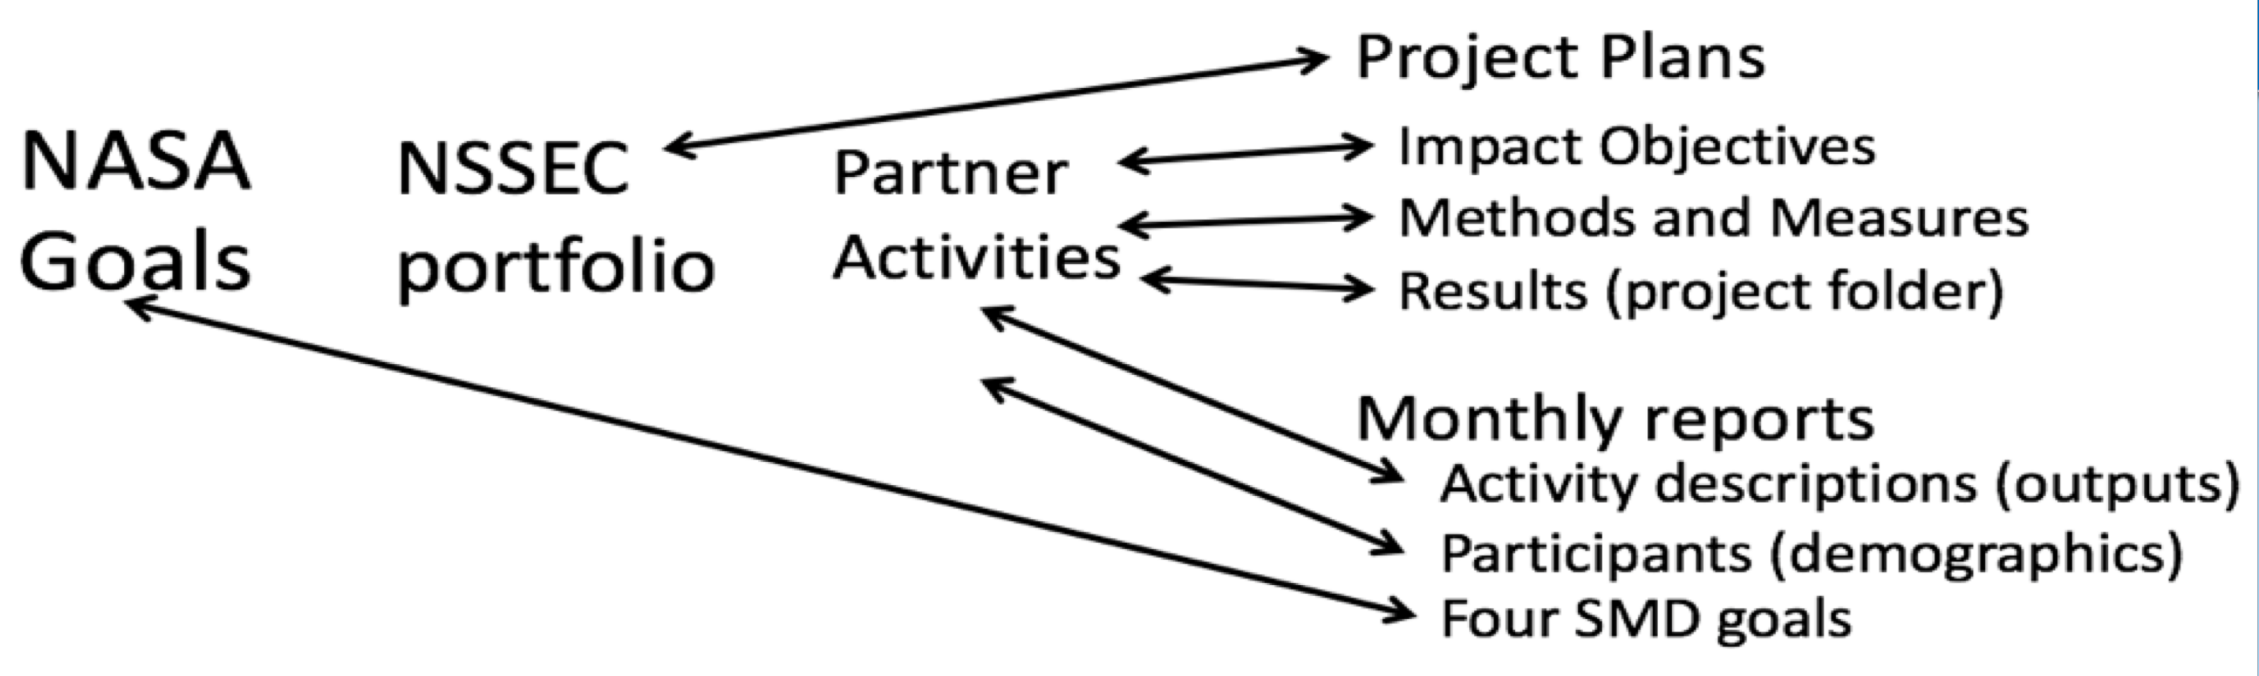 NASA
Goals
NSSEC
portfolio
Partner
Activities
Project Plans
Impact Objectives
Methods and Measures
Results (project folder)
Monthly reports
Activity descriptions (outputs)
Participants (demographics)
Four SMD goals